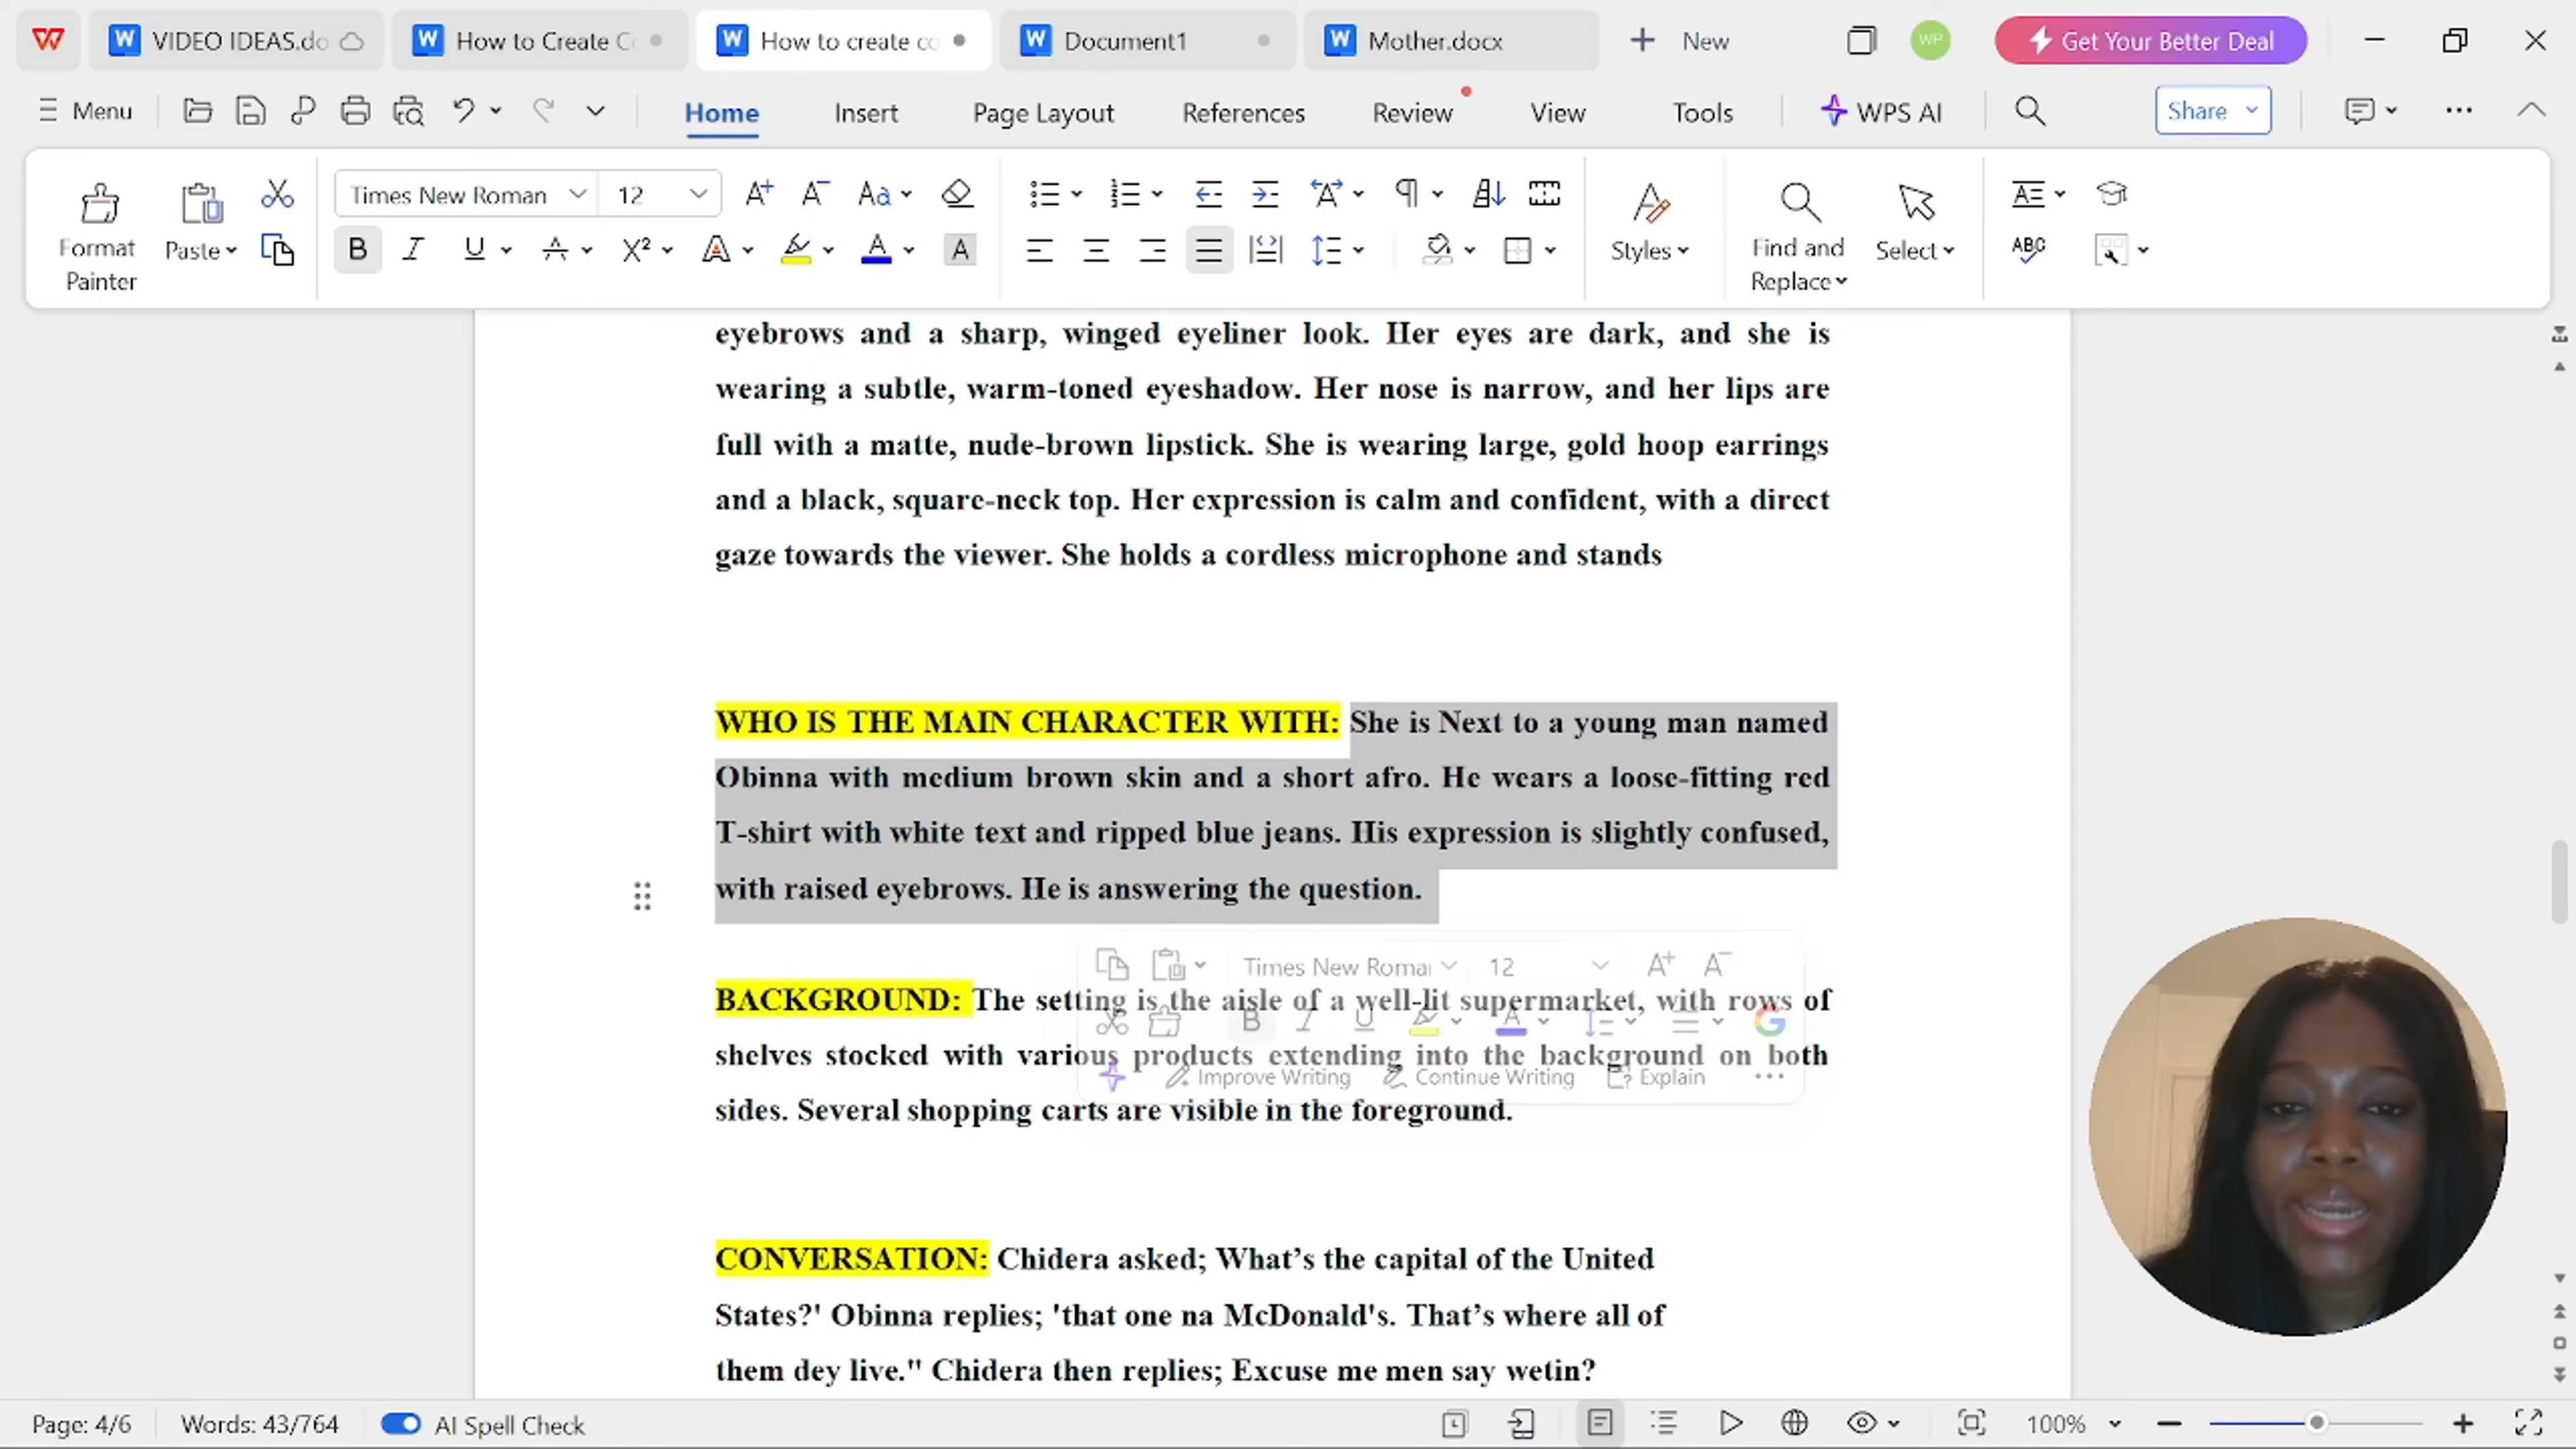 VIDEO IDEAS.do
How to Create C
How to create co
Document1
Mother.docx
New
WP
Get Your Better Deal
Menu
Home
Insert
Page Layout
References
Review
View
Tools
WPS AI
Share
Format
Painter
Paste
Times New Roman
12
Styles
Find and
Replace
Select
eyebrows and a sharp, winged eyeliner look. Her eyes are dark, and she is
wearing a subtle, warm-toned eyeshadow. Her nose is narrow, and her lips are
full with a matte, nude-brown lipstick. She is wearing large, gold hoop earrings
and a black, square-neck top. Her expression is calm and confident, with a direct
gaze towards the viewer. She holds a cordless microphone and stands
WHO IS THE MAIN CHARACTER WITH: She is Next to a young man named
Obinna with medium brown skin and a short afro. He wears a loose-fitting red
T-shirt with white text and ripped blue jeans. His expression is slightly confused,
with raised eyebrows. He is answering the question.
Times New Roma
12
BACKGROUND: The setting is the aisle of a well-lit supermarket, with rows of
shelves stocked with various products extending into the background on both
Improve Writing
Continue Writing
Explain
sides. Several shopping carts are visible in the foreground.
CONVERSATION: Chidera asked; What’s the capital of the United
States?' Obinna replies; 'that one na McDonald's. That’s where all of
them dey live." Chidera then replies; Excuse me men say wetin?
Page: 4/6
Words: 43/764
AI Spell Check
100%